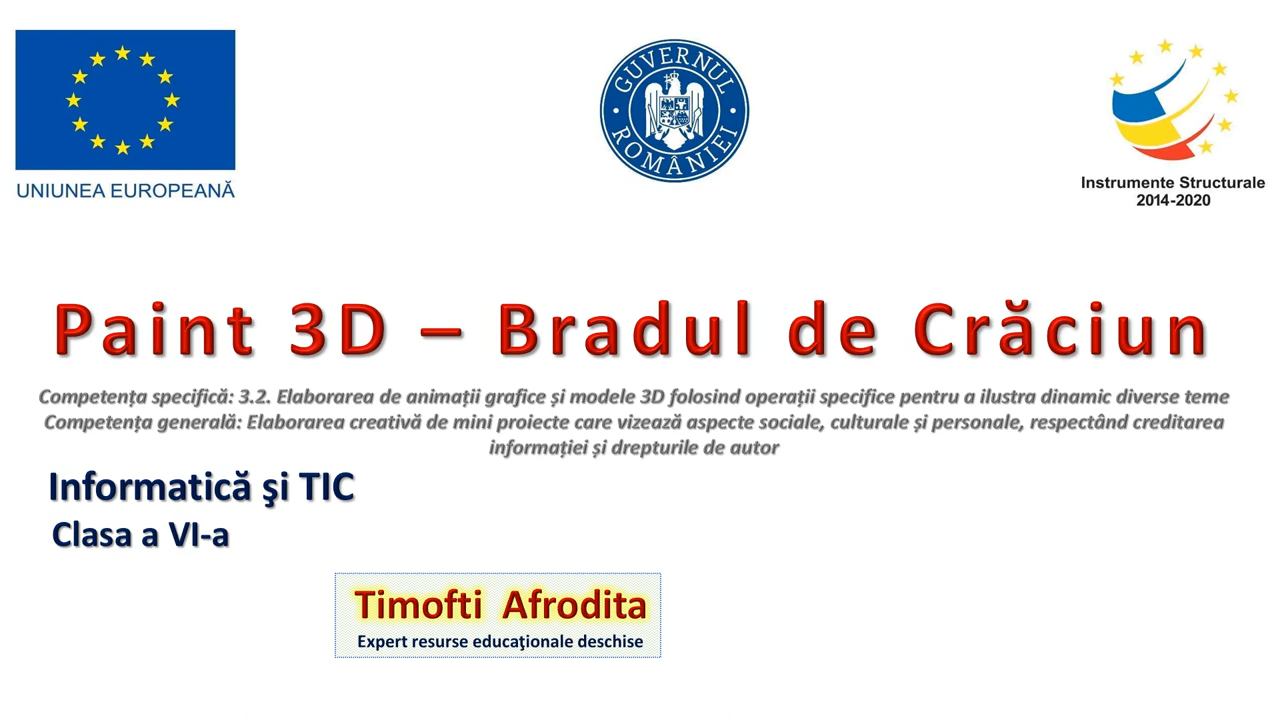 UNIUNEA EUROPEANĂ
GUVERNUL ROMÂNIEI
Instrumente Structurale
2014-2020
Paint 3D – Bradul de Crăciun
Competența specifică: 3.2. Elaborarea de animații grafice și modele 3D folosind operații specifice pentru a ilustra dinamic diverse teme
Competența generală: Elaborarea creativă de mini proiecte care vizează aspecte sociale, culturale și personale, respectând creditarea
informației și drepturile de autor
Informatică şi TIC
Clasa a VI-a
Timofti Afrodita
Expert resurse educaţionale deschise